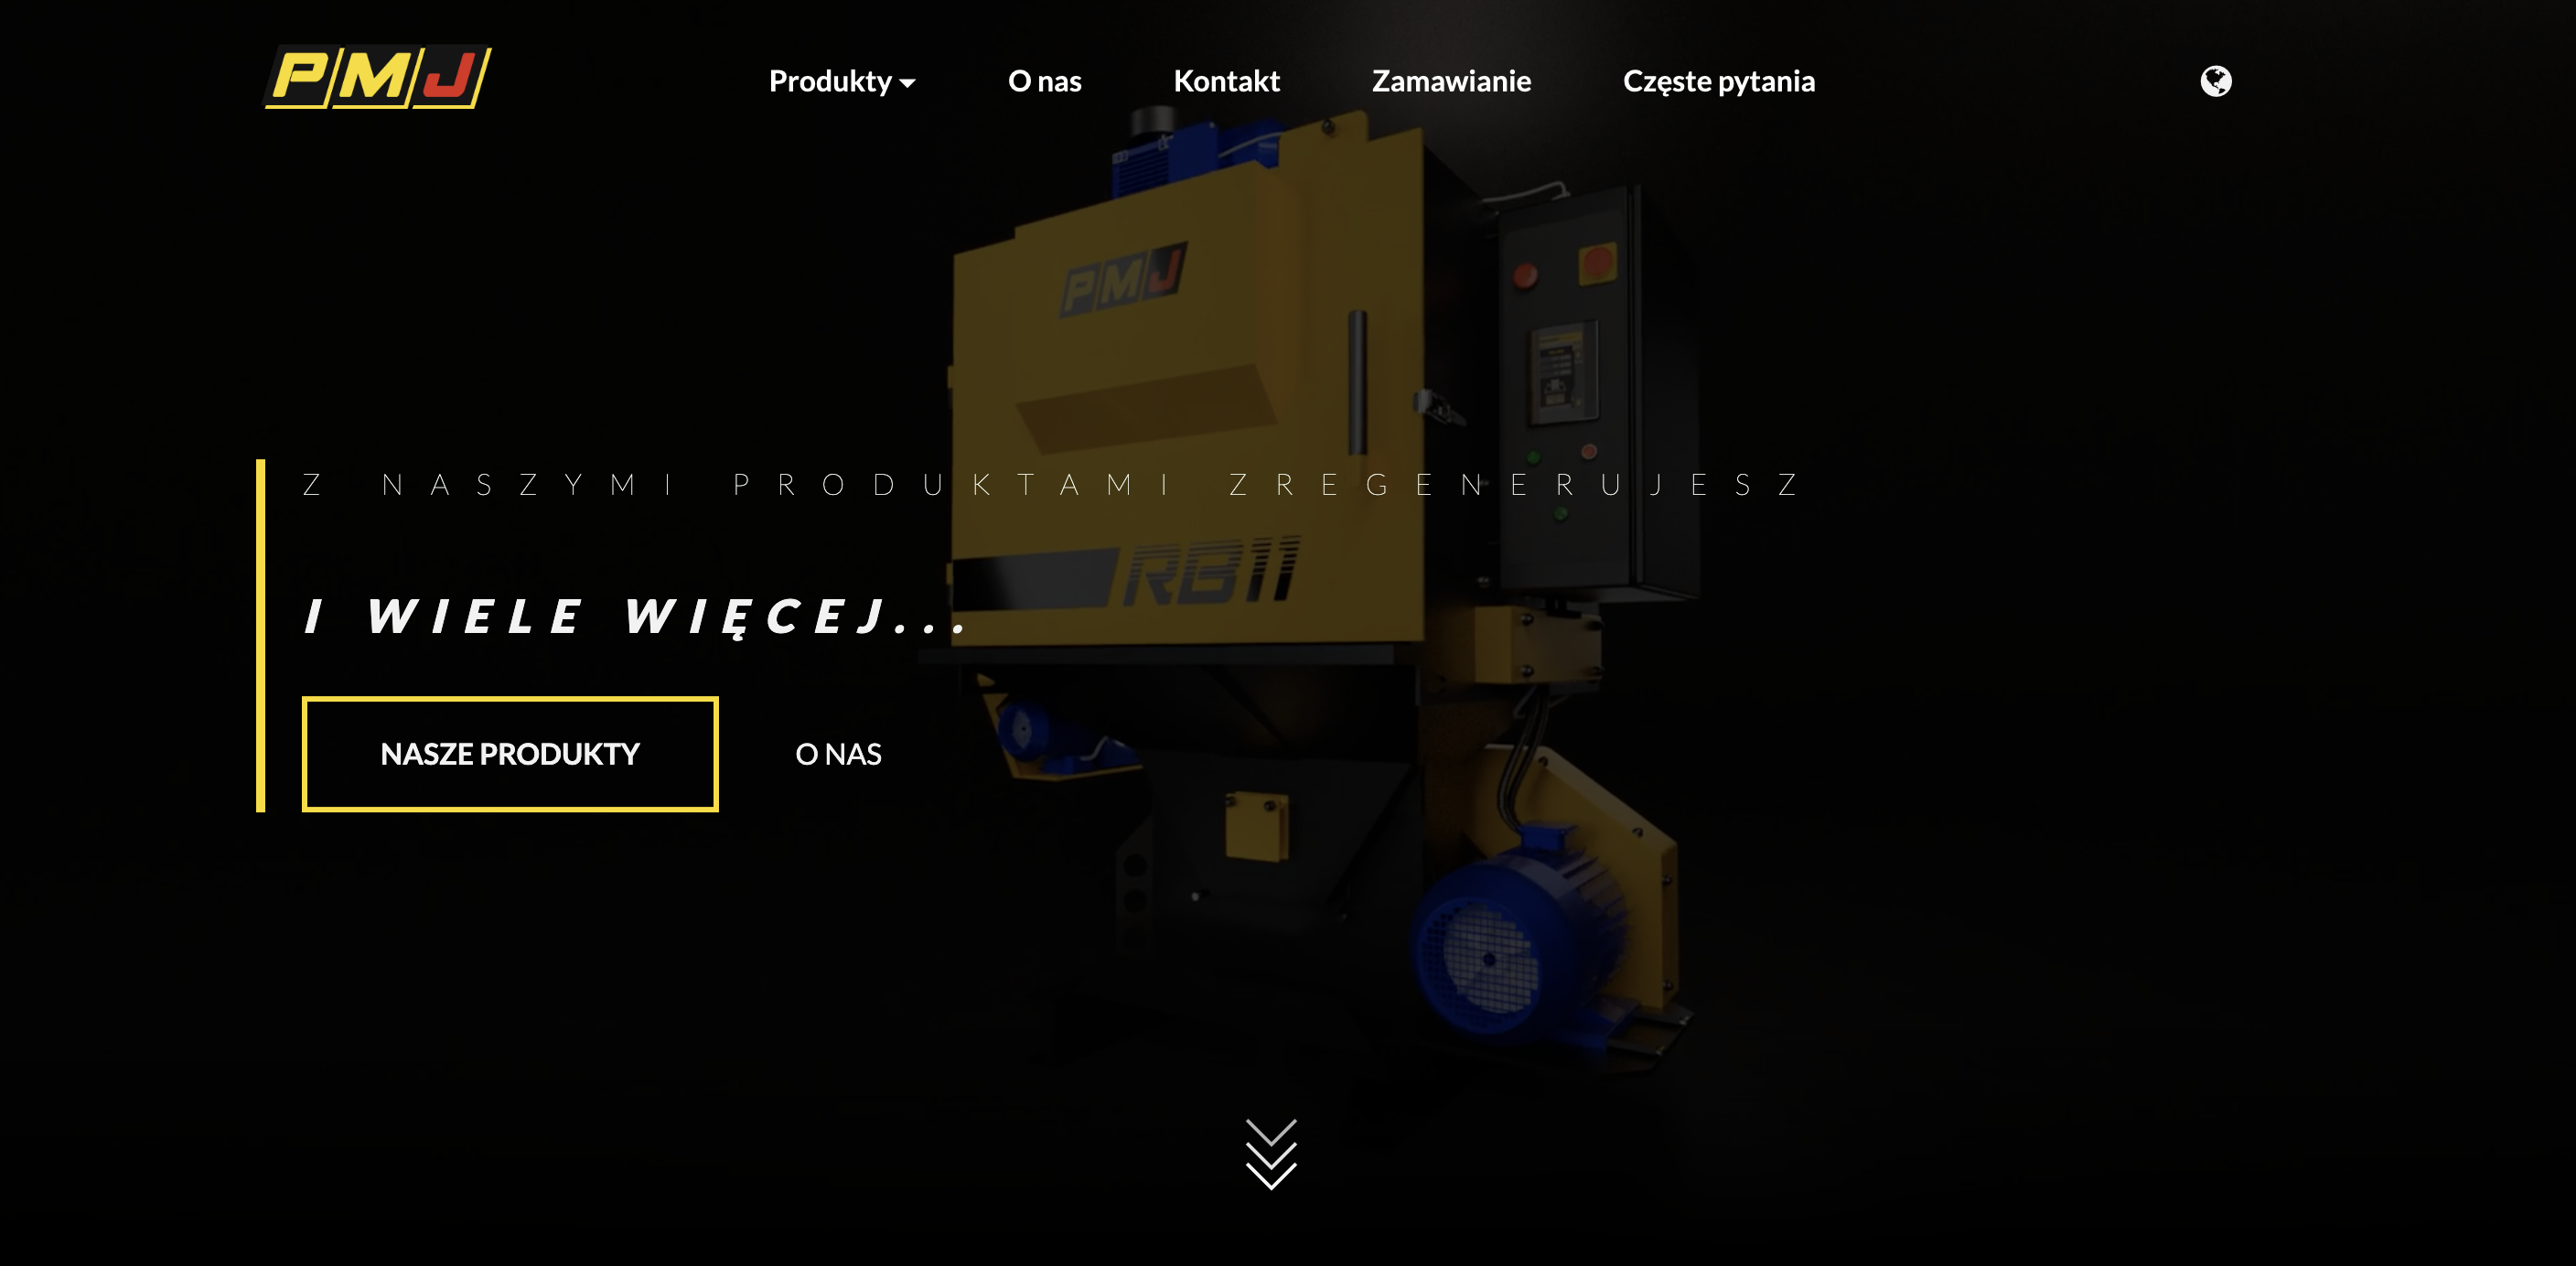 PMJ
Produkty
O nas
Kontakt
Zamawianie
Częste pytania
PMJ
Z NASZYMI PRODUKTAMI ZREGENERUJESZ
RB11
I WIELE WIĘCEJ...
NASZE PRODUKTY
O NAS